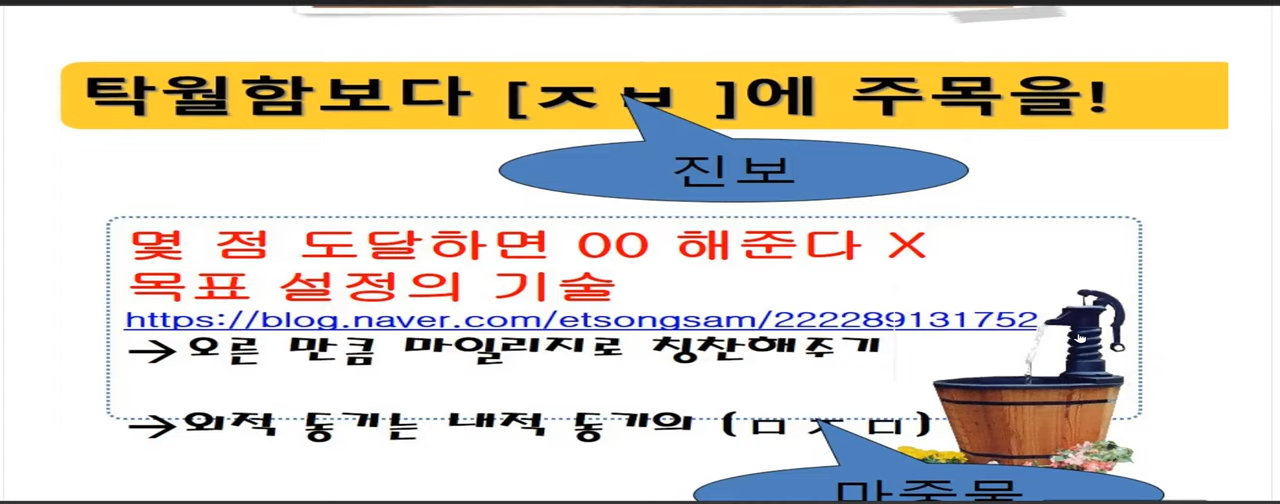 탁월함보다 [ㅈㅂ ]에 주목을!
진보
몇 점 도달하면 00 해준다 X
목표 설정의 기술
https://blog.naver.com/etsongsam/222289131752
→오른 만큼 마일리지로 칭찬해주기
→외적 동기는 내적 동기의 (ㅁㅈㅁ)
마중물